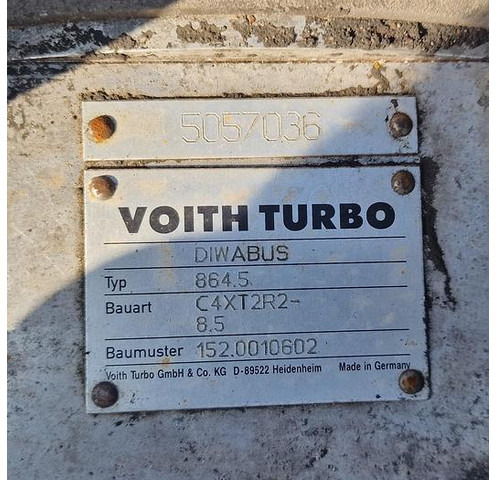 5057036
VOITH TURBO
DIWABUS
Typ 864.5
Bauart C4XT2R2-
8.5
Baumuster 152.0010602
Voith Turbo GmbH & Co. KG D-89522 Heidenheim Made in Germany